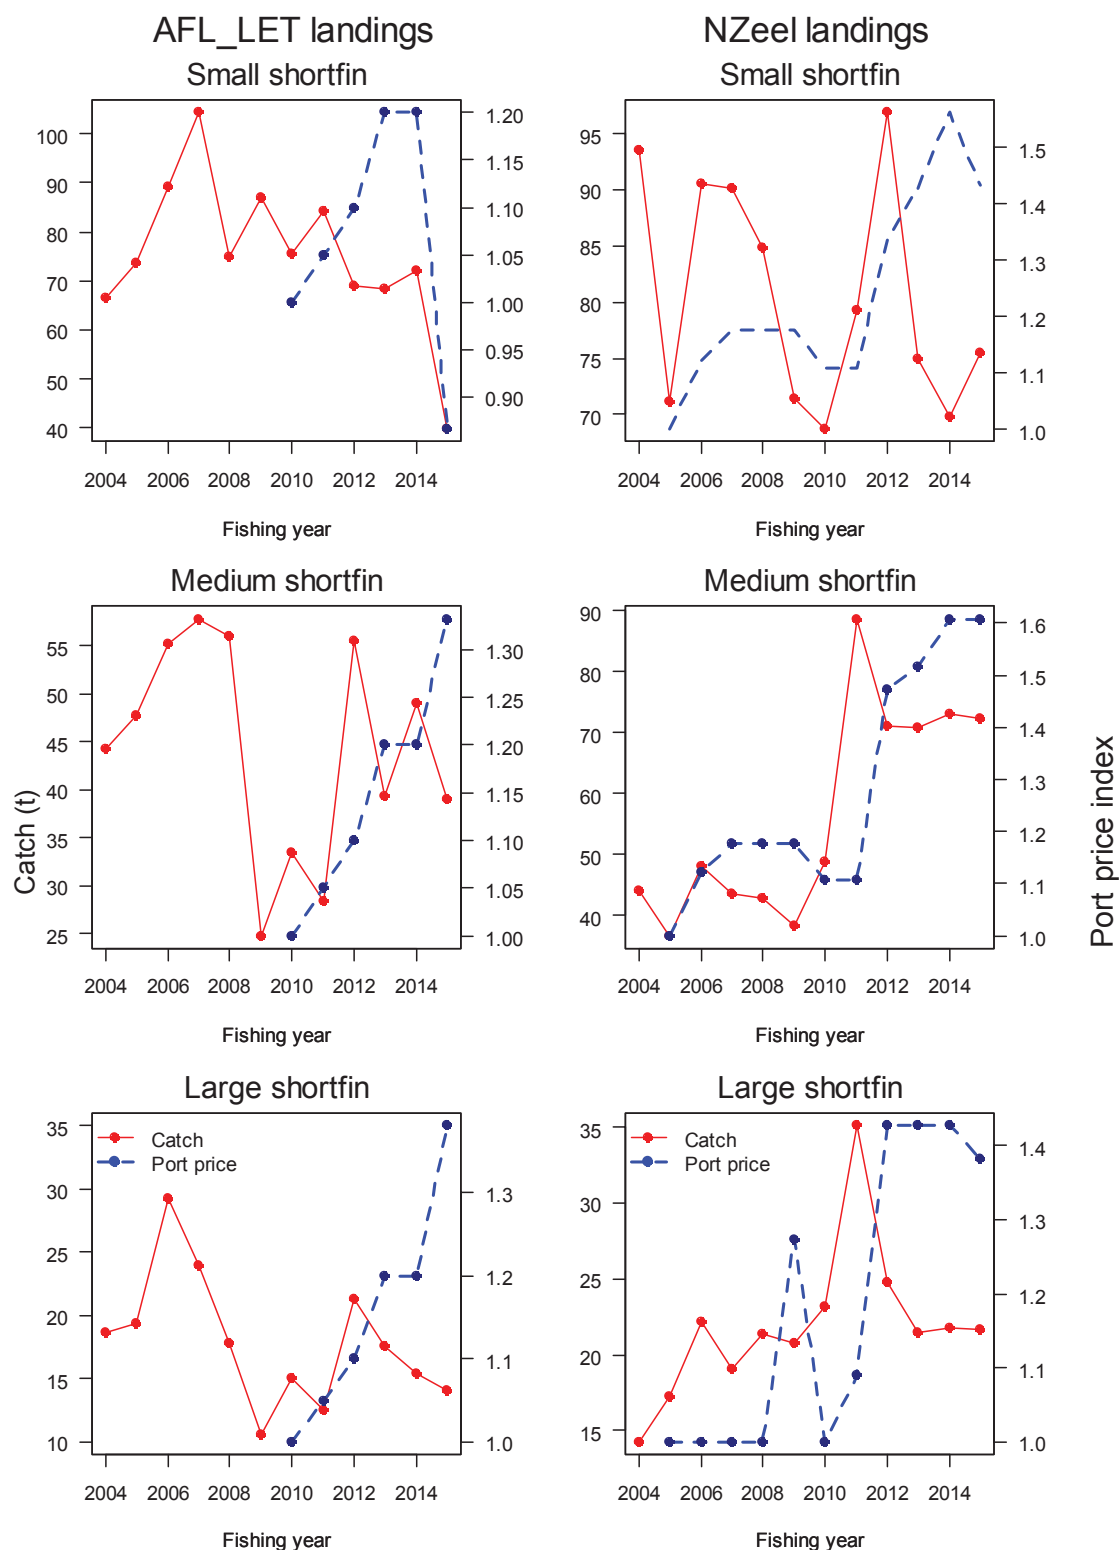 AFL_LET landings
NZeel landings
Small shortfin
Small shortfin
100
90
80
70
60
50
40
1.20
1.15
1.10
1.05
1.00
0.95
0.90
95
90
85
80
75
70
1.5
1.4
1.3
1.2
1.1
1.0
2004 2006 2008 2010 2012 2014
2004 2006 2008 2010 2012 2014
Fishing year
Fishing year
Medium shortfin
Medium shortfin
Catch (t)
55
50
45
40
35
30
25
1.30
1.25
1.20
1.15
1.10
1.05
1.00
90
80
70
60
50
40
1.6
1.5
1.4
1.3
1.2
1.1
1.0
Port price index
2004 2006 2008 2010 2012 2014
2004 2006 2008 2010 2012 2014
Fishing year
Fishing year
Large shortfin
Large shortfin
35
30
25
20
15
10
Catch
Port price
1.3
1.2
1.1
1.0
35
30
25
20
15
Catch
Port price
1.4
1.3
1.2
1.1
1.0
2004 2006 2008 2010 2012 2014
2004 2006 2008 2010 2012 2014
Fishing year
Fishing year